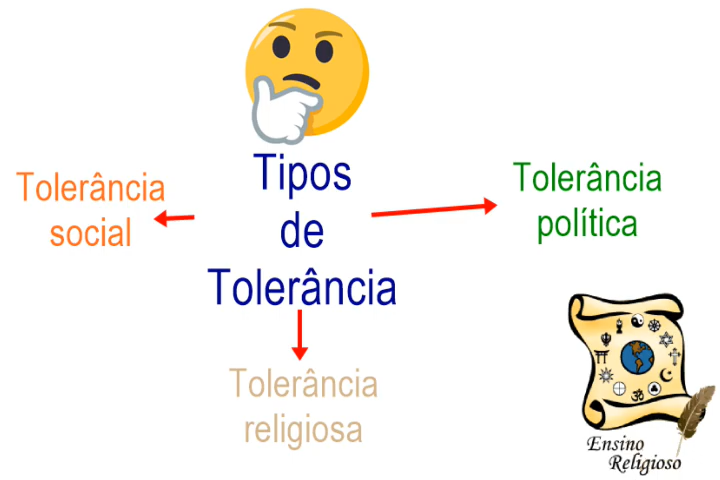 Tipos
de
Tolerância
Tolerância
social
Tolerância
política
Tolerância
religiosa
Ensino
Religioso